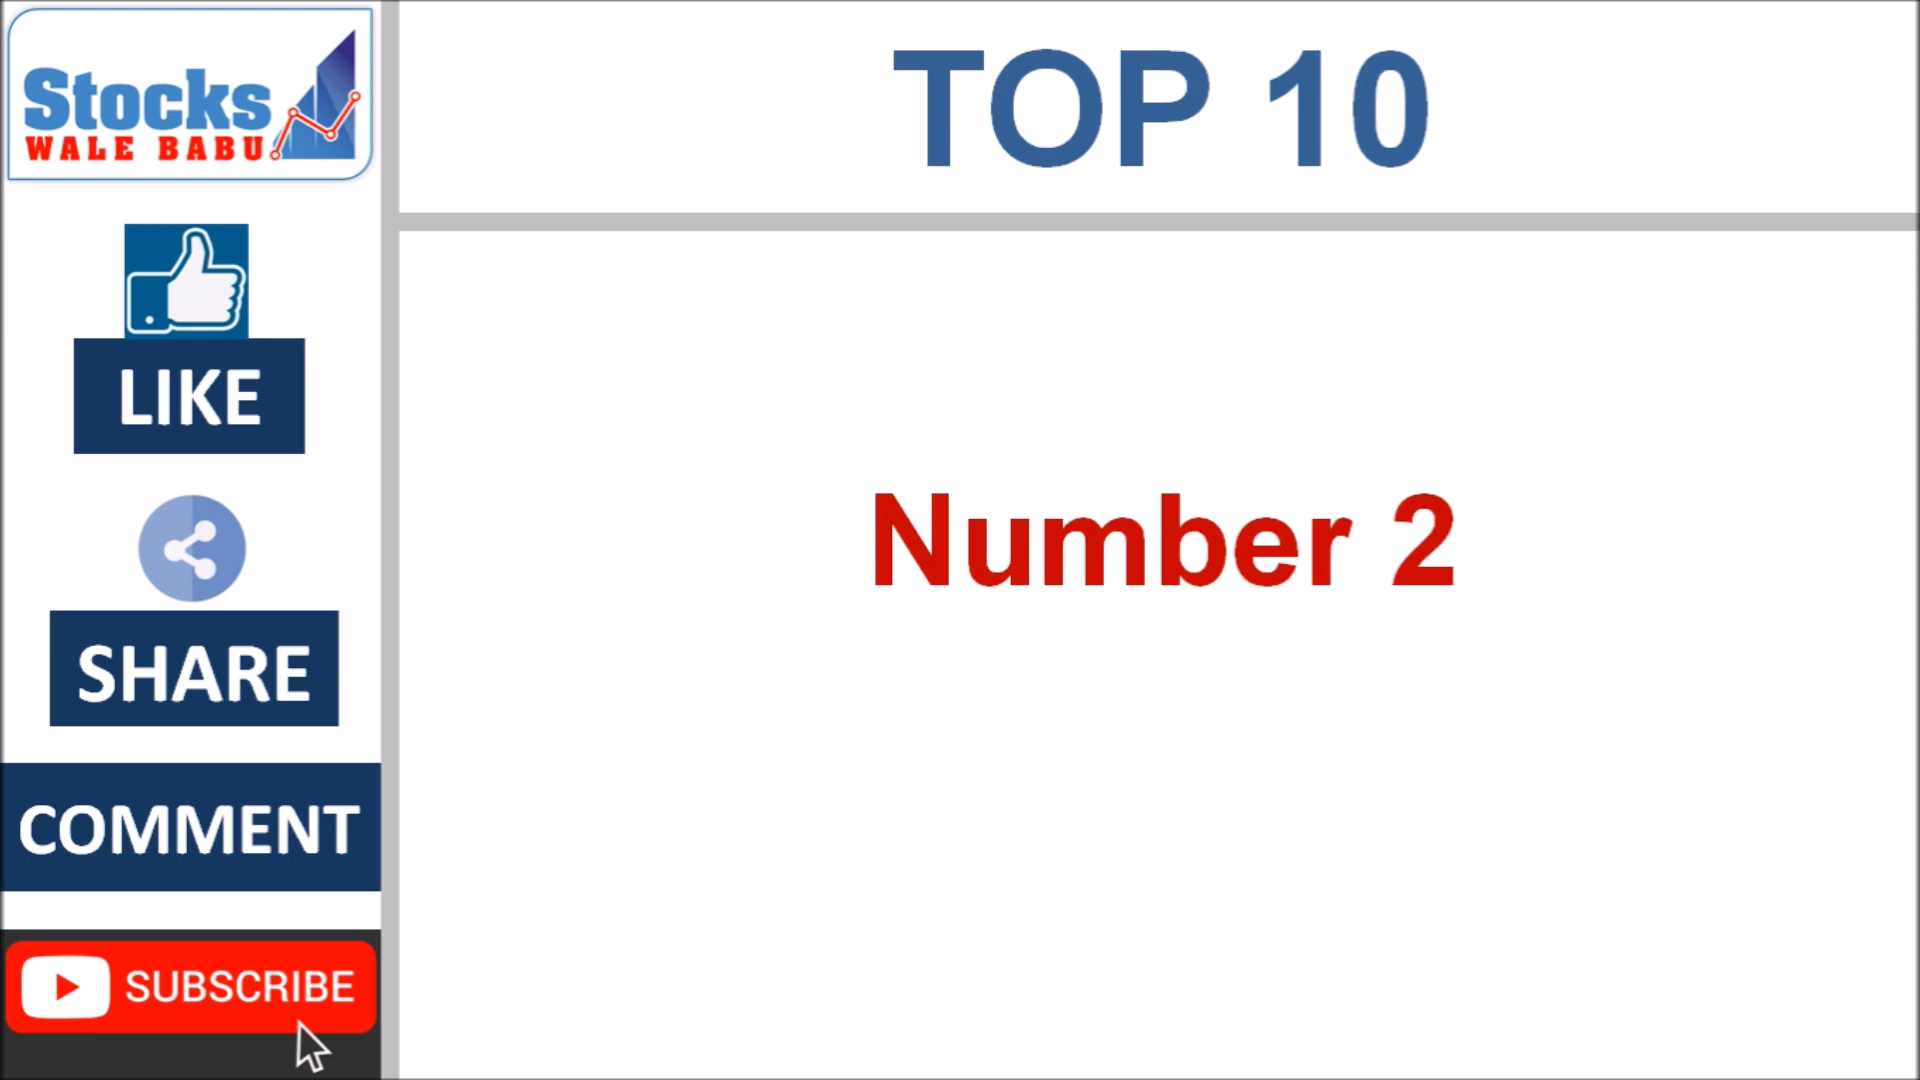 Stocks
WALE BABU
LIKE
SHARE
COMMENT
SUBSCRIBE
TOP 10
Number 2